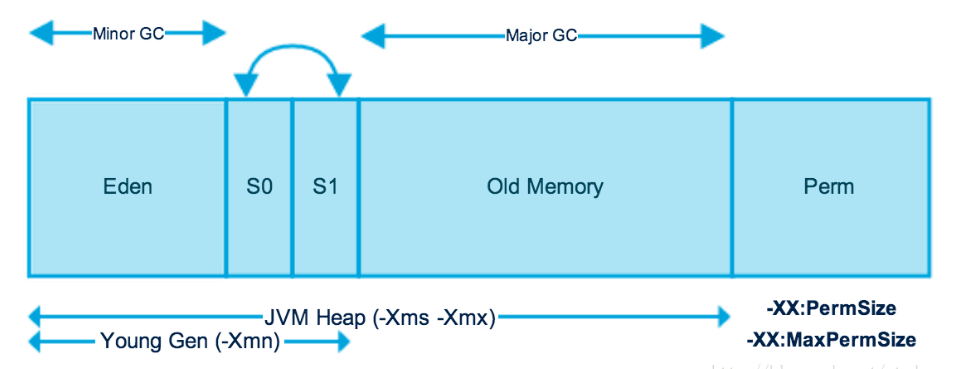 Minor GC
Major GC
Eden
S0
S1
Old Memory
Perm
JVM Heap (-Xms -Xmx)
-XX:PermSize
Young Gen (-Xmn)
-XX:MaxPermSize